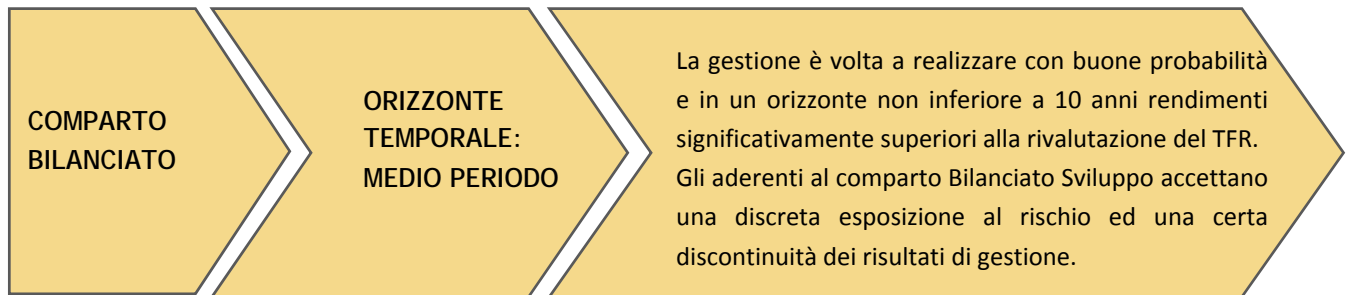 COMPARTO
BILANCIATO
ORIZZONTE
TEMPORALE:
MEDIO PERIODO
La gestione è volta a realizzare con buone probabilità
e in un orizzonte non inferiore a 10 anni rendimenti
significativamente superiori alla rivalutazione del TFR.
Gli aderenti al comparto Bilanciato Sviluppo accettano
una discreta esposizione al rischio ed una certa
discontinuità dei risultati di gestione.